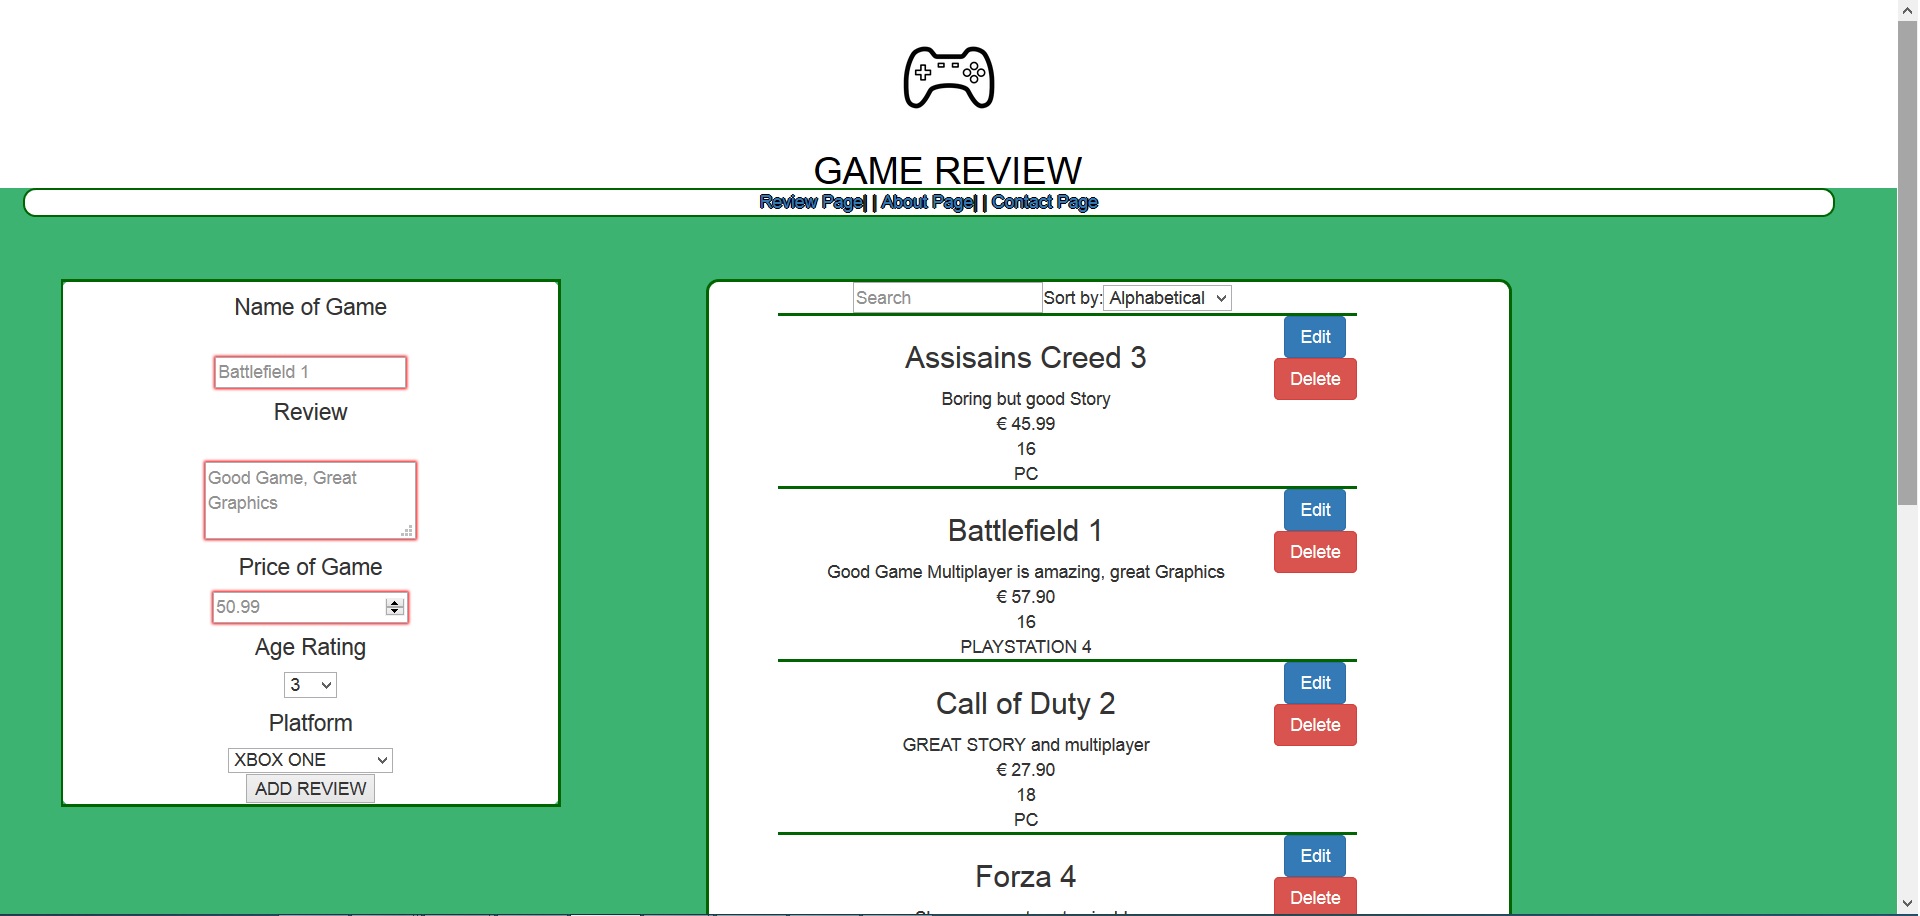 GAME REVIEW
Review Page| | About Page| | Contact Page
Name of Game
Battlefield 1
Review
Good Game, Great
Graphics
Price of Game
50.99
Age Rating
3
Platform
XBOX ONE
ADD REVIEW
Search Sort by: Alphabetical
Edit
Assisains Creed 3
Delete
Boring but good Story
€ 45.99
16
PC
Edit
Battlefield 1
Delete
Good Game Multiplayer is amazing, great Graphics
€ 57.90
16
PLAYSTATION 4
Edit
Call of Duty 2
Delete
GREAT STORY and multiplayer
€ 27.90
18
PC
Edit
Forza 4
Delete